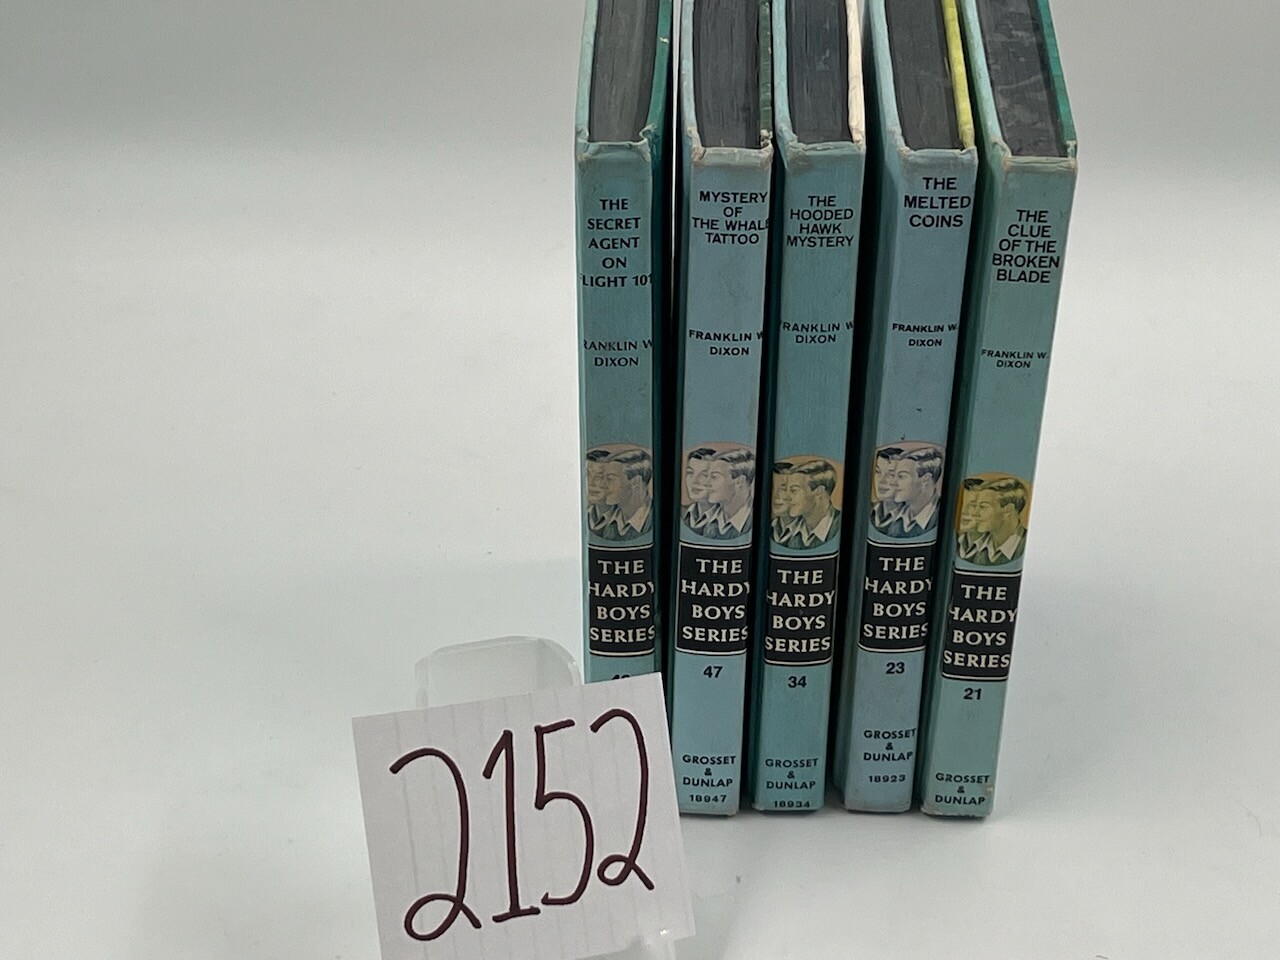 THE
SECRET
AGENT
ON
LIGHT 101
RANKLIN W
DIXON
THE
HARDY
BOYS
SERIES
MYSTERY
OF
THE WHALE
TATTOO
FRANKLIN W
DIXON
THE
HARDY
BOYS
SERIES
47
GROSSET
&
DUNLAP
18947
THE
HOODED
HAWK
MYSTERY
RANKLIN W
DIXON
THE
HARDY
BOYS
SERIES
34
GROSSET
&
DUNLAP
18934
THE
MELTED
COINS
FRANKLIN W.
DIXON
THE
HARDY
BOYS
SERIES
23
GROSSET
&
DUNLAP
18923
THE
CLUE
OF THE
BROKEN
BLADE
FRANKLIN W.
DIXON
THE
HARDY
BOYS
SERIES
21
GROSSET
&
DUNLAP
2152